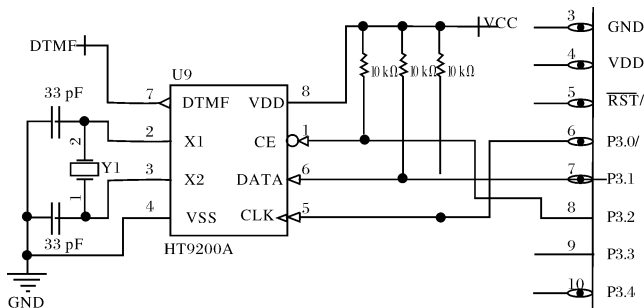 VCC
3 GND
DTMF
4 VDD
10 kΩ 10 kΩ 10 kΩ
U9
33 pF
7 DTMF VDD 8
5 RST/
2 X1 CE 1
6 P3.0/
2
Y1
1
3 X2 DATA 6
7 P3.1
4 VSS CLK 5
8 P3.2
33 pF
HT9200A
9 P3.3
GND
10 P3.4